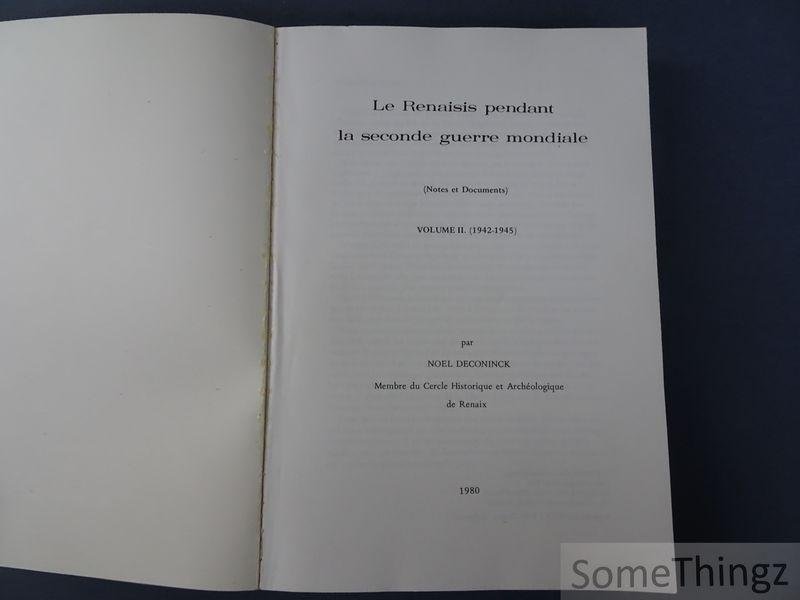 Le Renaisis pendant
la seconde guerre mondiale
(Notes et Documents)
VOLUME II. (1942-1945)
par
NOEL DECONINCK
Membre du Cercle Historique et Archéologique
de Renaix
1980
SomeThingz